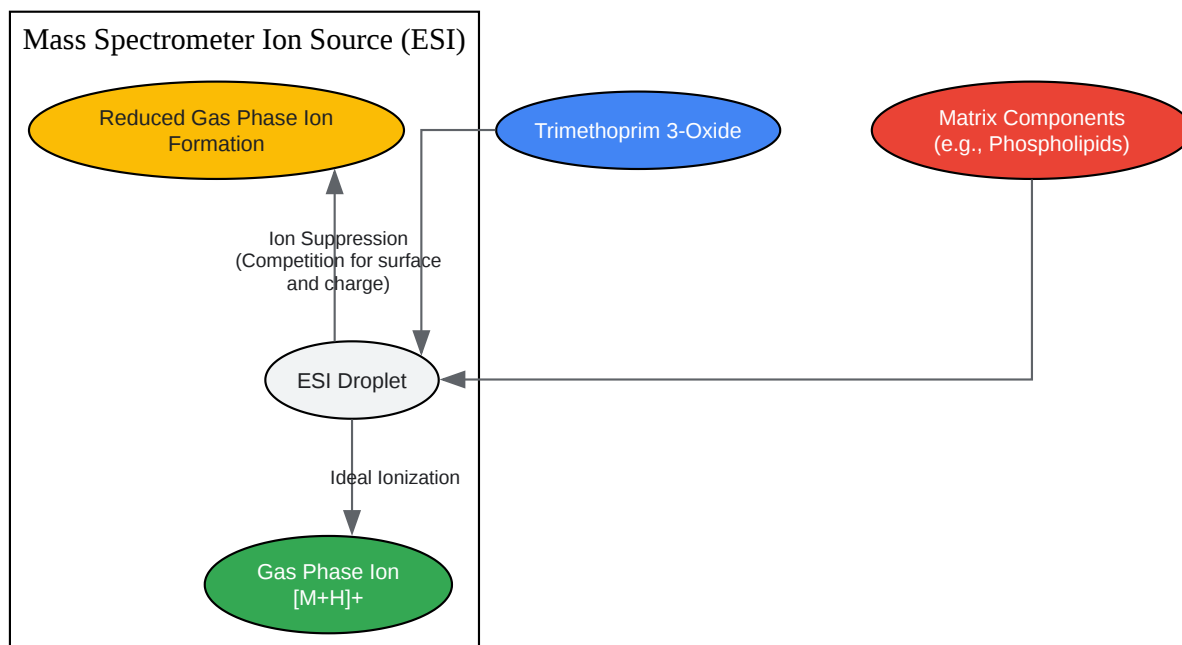 Mass Spectrometer Ion Source (ESI)
Reduced Gas Phase Ion
Formation
Trimethoprim 3-Oxide
Matrix Components
(e.g., Phospholipids)
Ion Suppression
(Competition for surface
and charge)
ESI Droplet
Ideal Ionization
Gas Phase Ion
[M+H]+